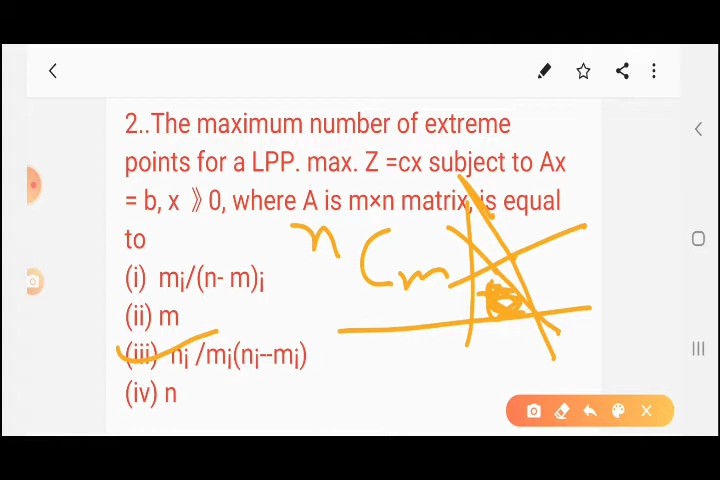 2..The maximum number of extreme
points for a LPP. max. Z =cx subject to Ax
= b, x 》0, where A is m×n matrix, is equal
to
n C m
(i) m¡/(n- m)¡
(ii) m
(iii) n¡ /m¡(n¡--m¡)
(iv) n